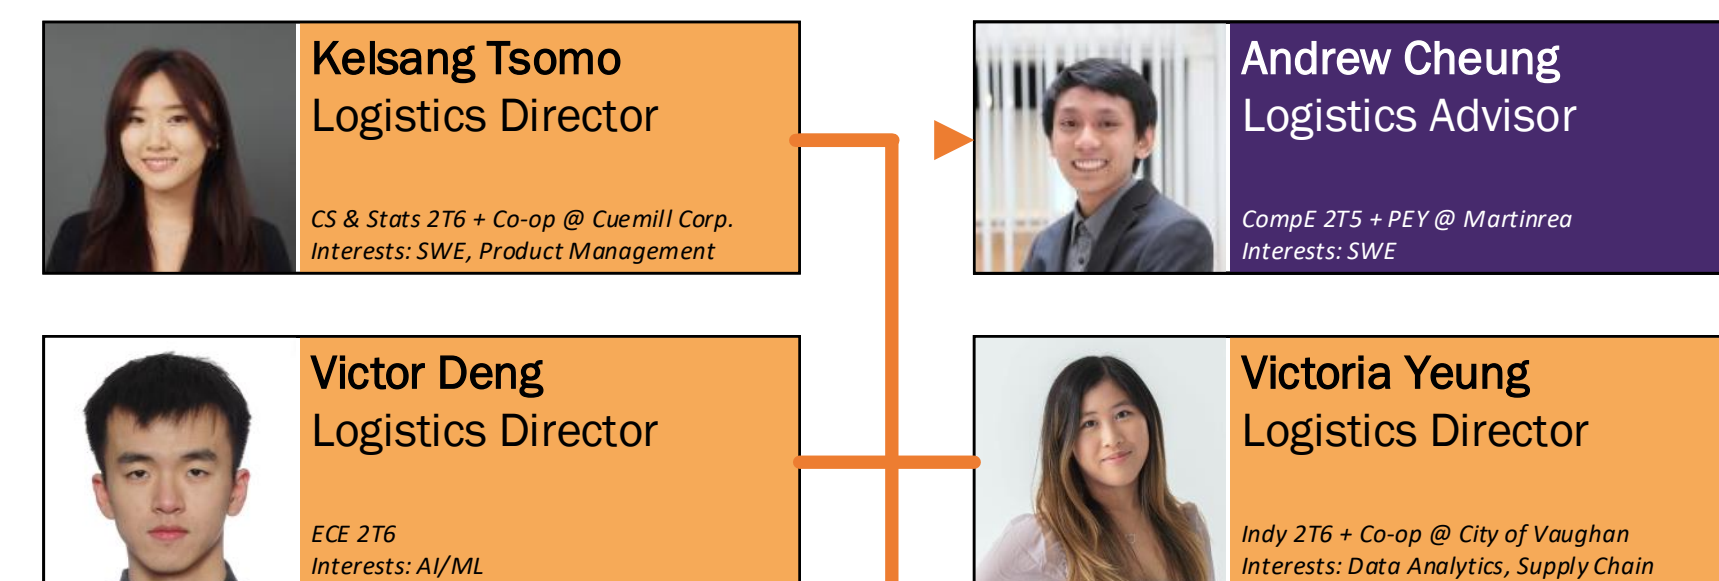 Kelsang Tsomo
Logistics Director
CS & Stats 2T6 + Co-op @ Cuemill Corp.
Interests: SWE, Product Management
Andrew Cheung
Logistics Advisor
CompE 2T5 + PEY @ Martinrea
Interests: SWE
Victor Deng
Logistics Director
ECE 2T6
Interests: AI/ML
Victoria Yeung
Logistics Director
Indy 2T6 + Co-op @ City of Vaughan
Interests: Data Analytics, Supply Chain